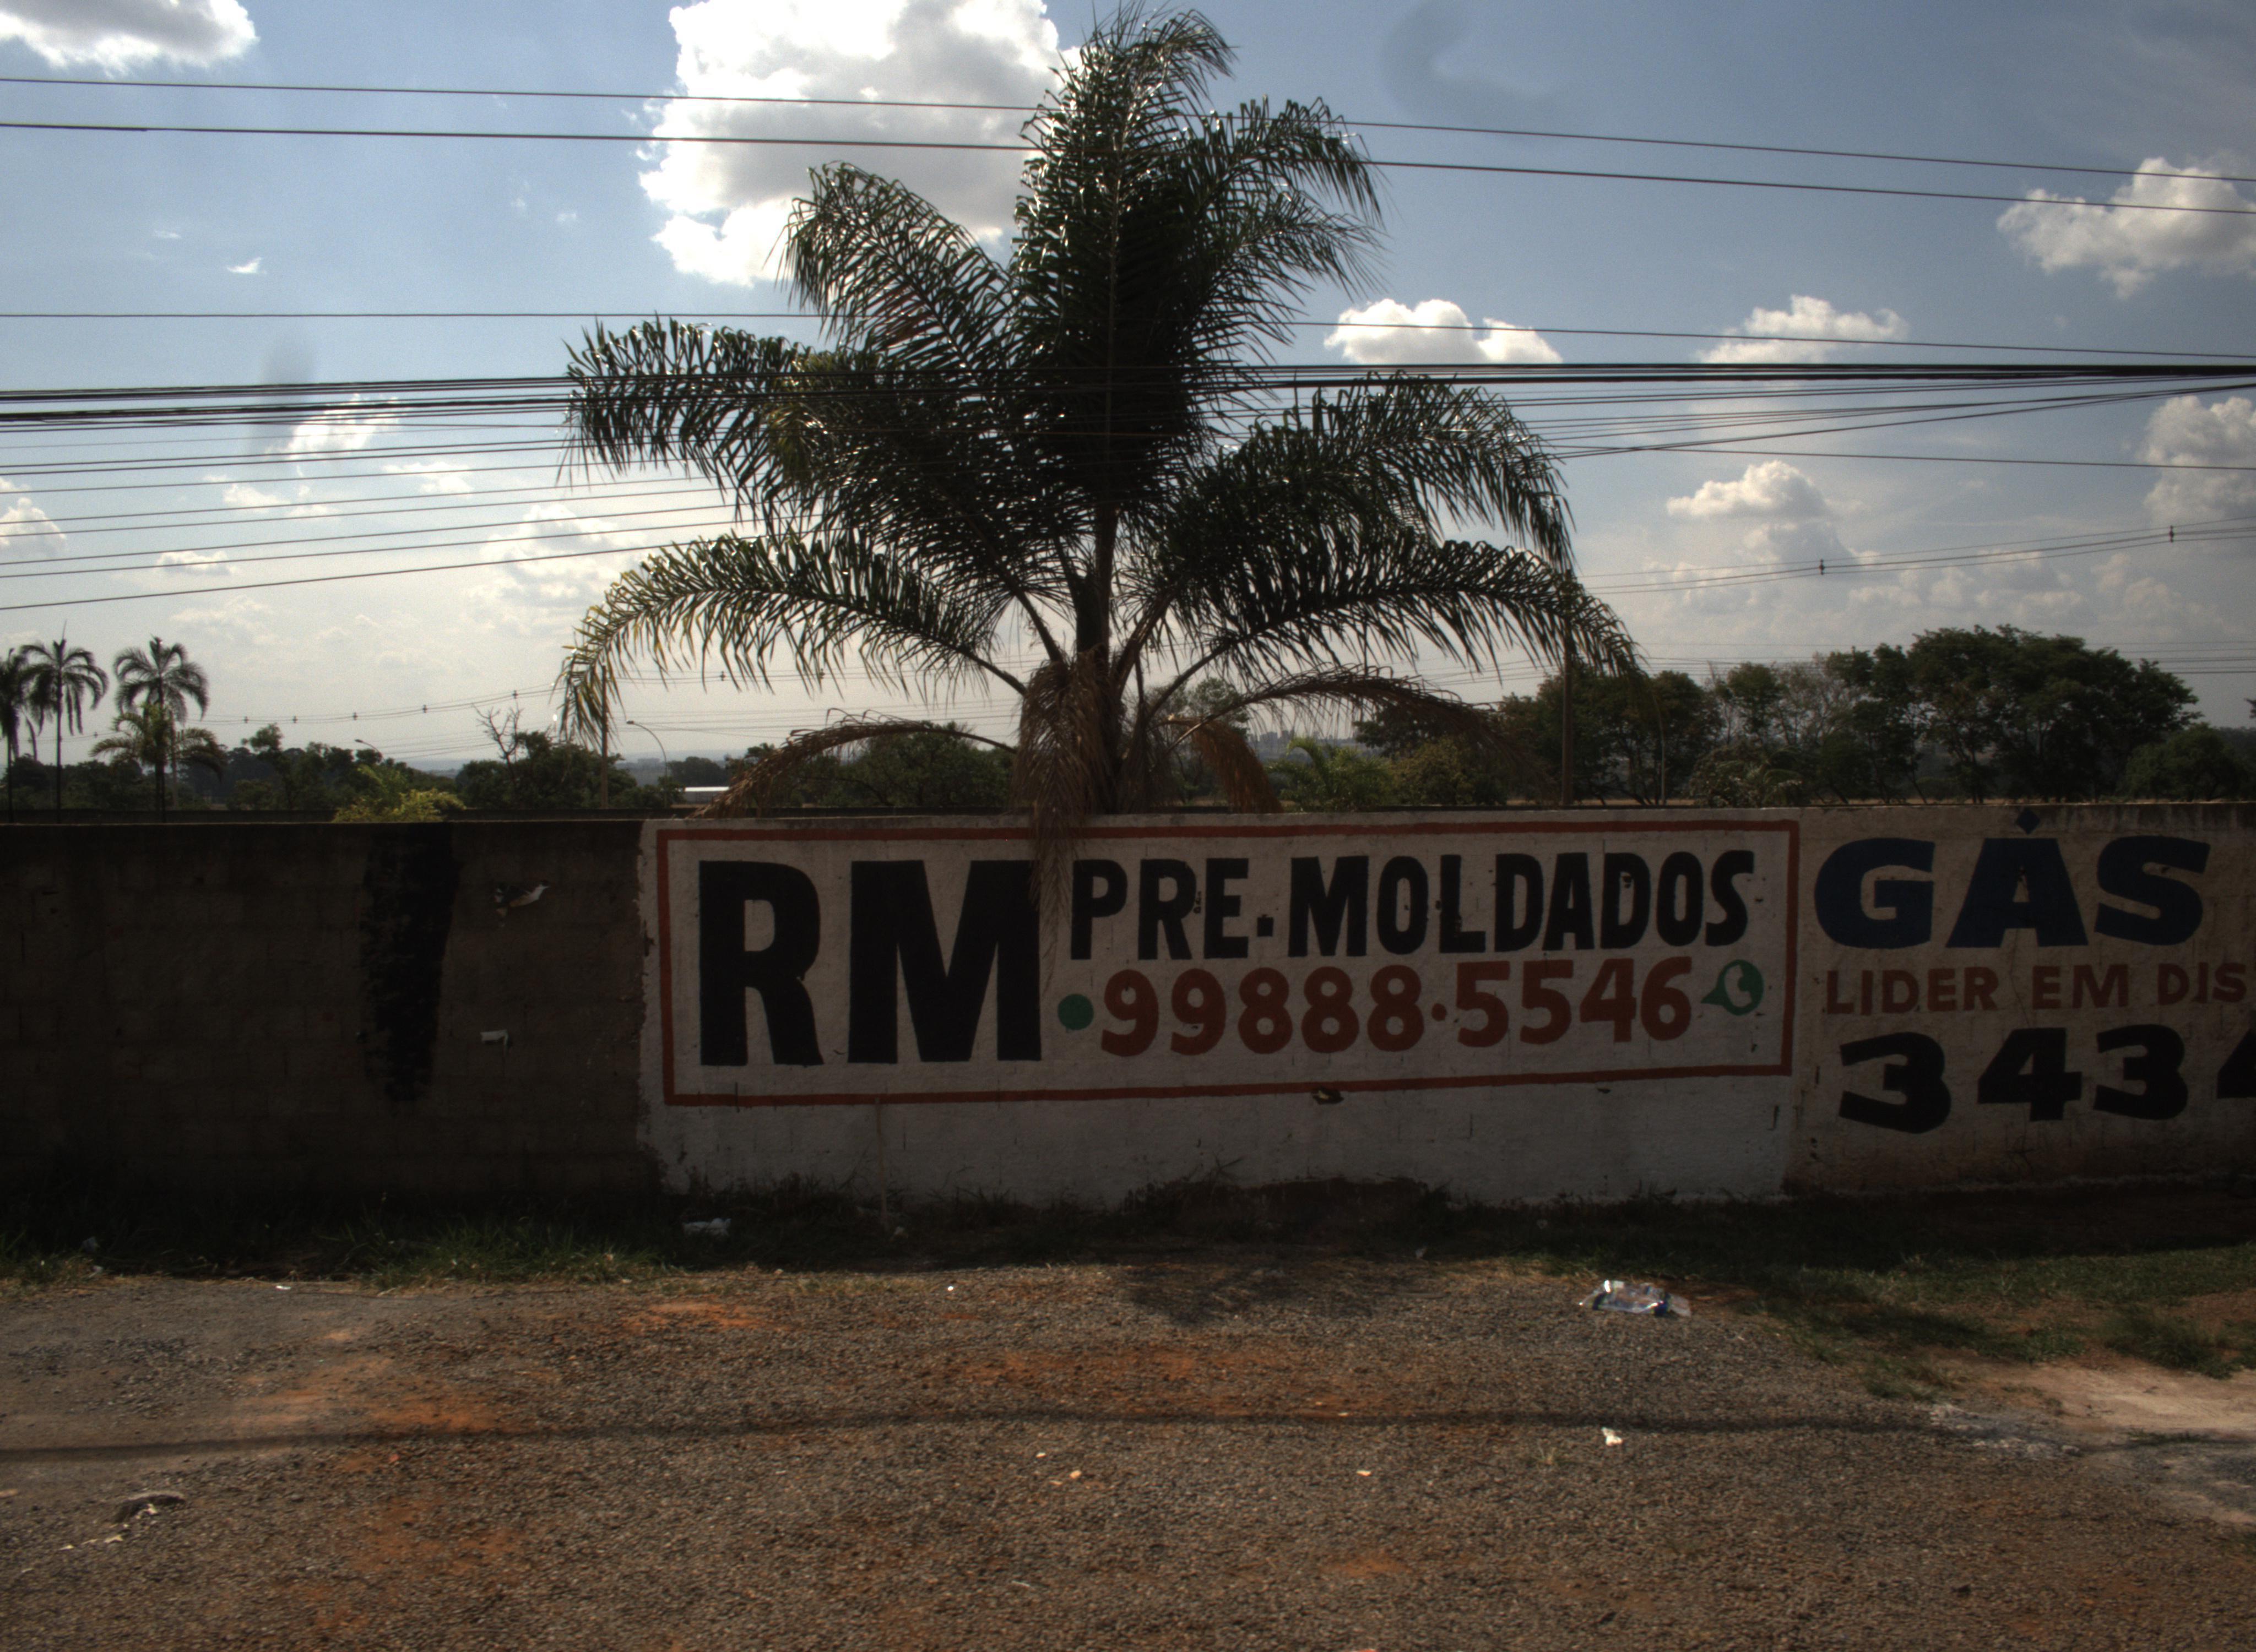 RM PRE-MOLDADOS
99888-5546
GÁS
LIDER EM DIS
343